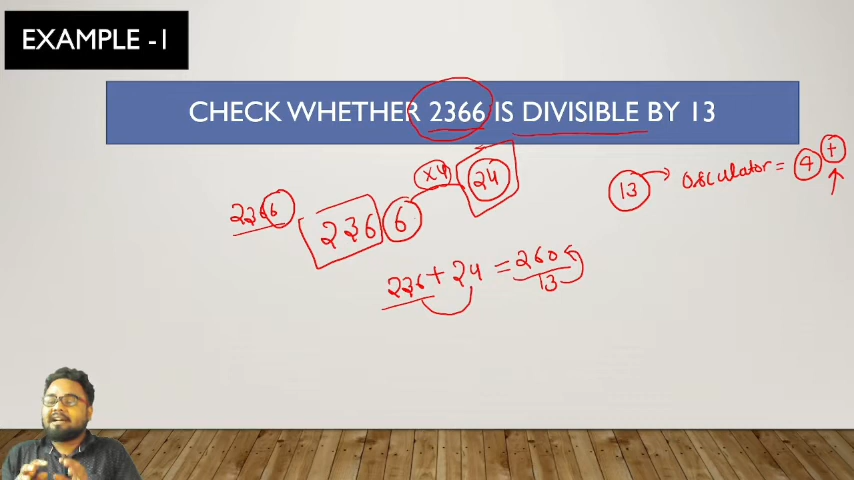 EXAMPLE -1
CHECK WHETHER 2366 IS DIVISIBLE BY 13
2366
236 6 ×4 24
13 → osculator = 4 +
236 + 24 = 260
13